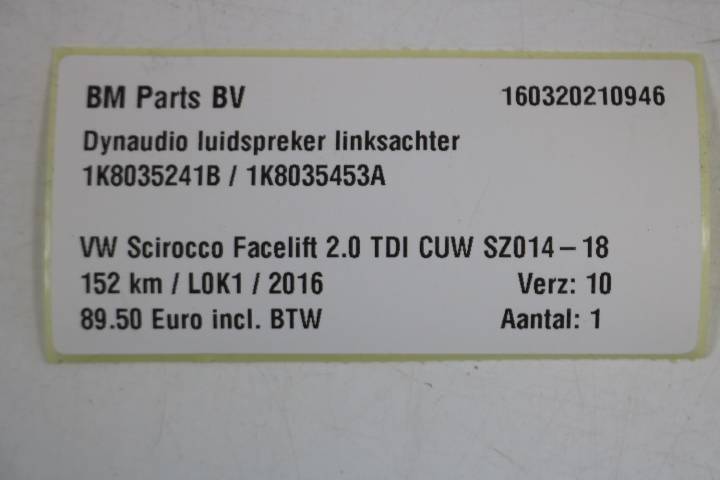 BM Parts BV 160320210946
Dynaudio luidspreker linksachter
1K8035241B / 1K8035453A
VW Scirocco Facelift 2.0 TDI CUW SZ014-18
152 km / L0K1 / 2016 Verz: 10
89.50 Euro incl. BTW Aantal: 1